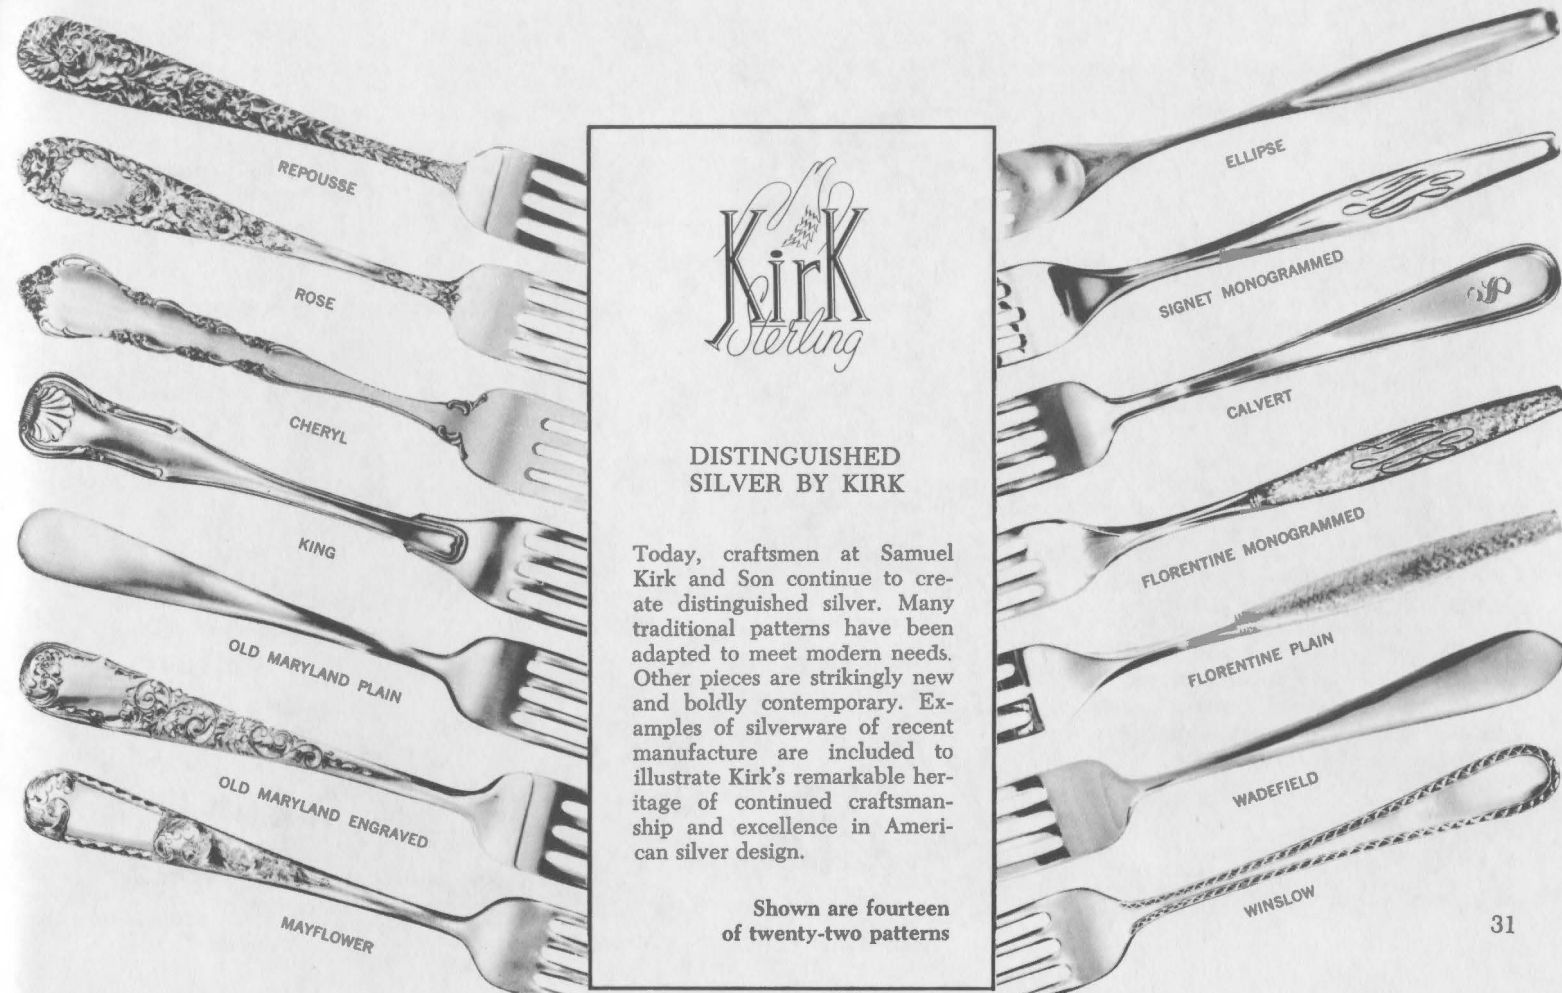 REPOUSSE
ROSE
CHERYL
KING
OLD MARYLAND PLAIN
OLD MARYLAND ENGRAVED
MAYFLOWER
Kirk
Sterling
DISTINGUISHED
SILVER BY KIRK
Today, craftsmen at Samuel
Kirk and Son continue to cre-
ate distinguished silver. Many
traditional patterns have been
adapted to meet modern needs.
Other pieces are strikingly new
and boldly contemporary. Ex-
amples of silverware of recent
manufacture are included to
illustrate Kirk's remarkable her-
itage of continued craftsman-
ship and excellence in Ameri-
can silver design.
Shown are fourteen
of twenty-two patterns
ELLIPSE
SIGNET MONOGRAMMED
CALVERT
FLORENTINE MONOGRAMMED
FLORENTINE PLAIN
WADEFIELD
WINSLOW
31